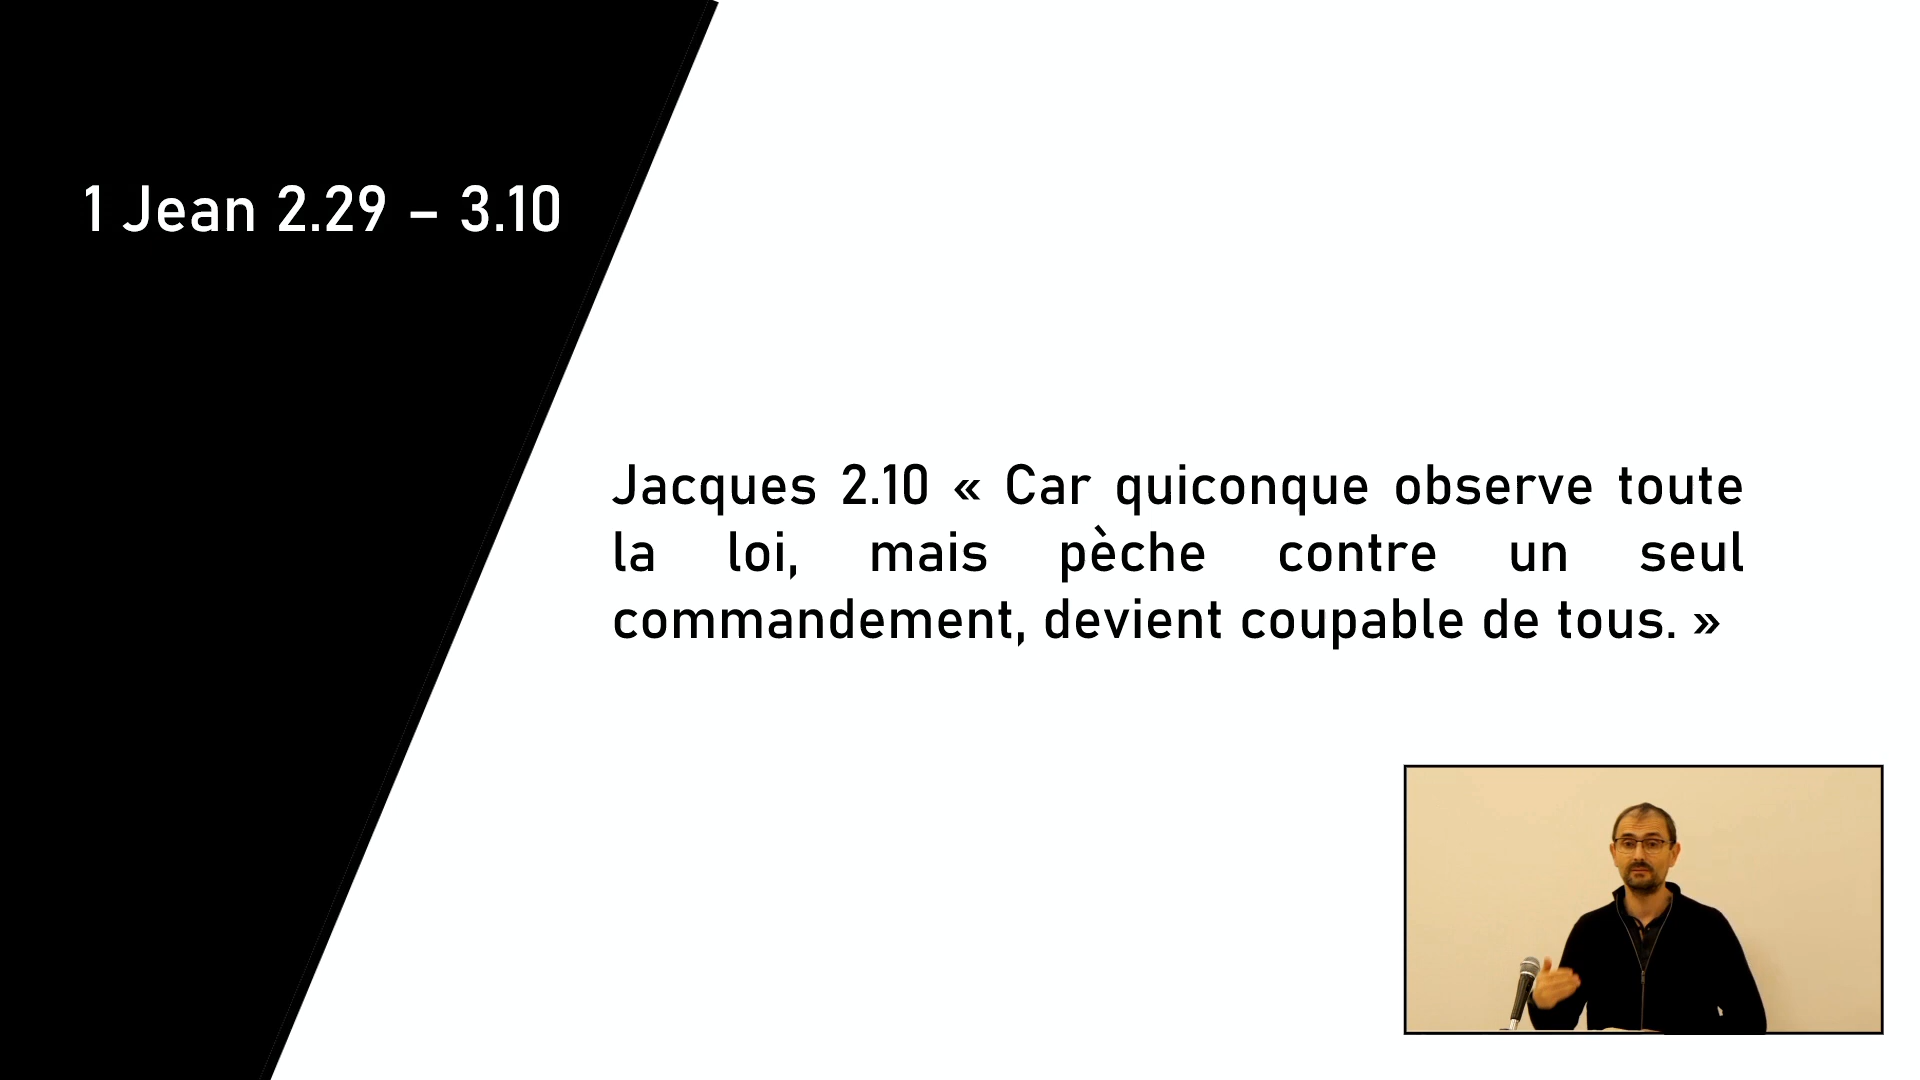 1 Jean 2.29 – 3.10
Jacques 2.10 « Car quiconque observe toute
la loi, mais pèche contre un seul
commandement, devient coupable de tous. »